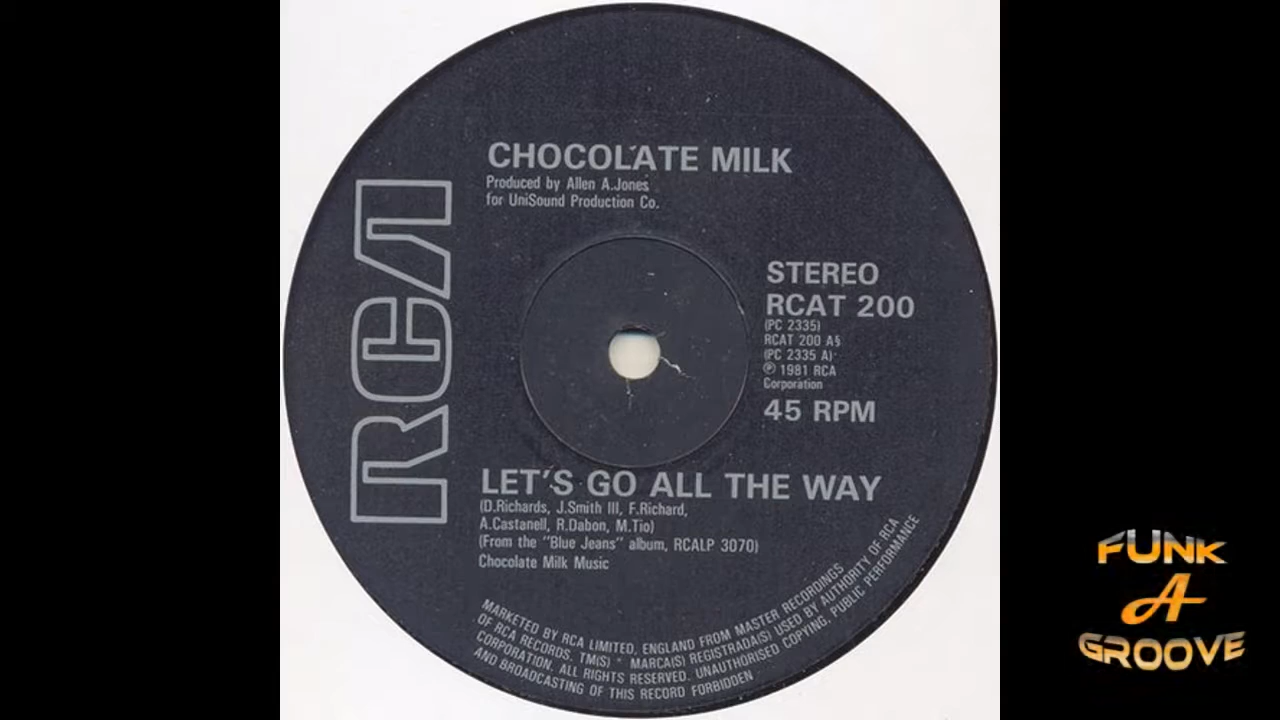 RCA
CHOCOLATE MILK
Produced by Allen A.Jones
for UniSound Production Co.
STEREO
RCAT 200
(PC 2335)
RCAT 200 A§
(PC 2335 A)
℗ 1981 RCA
Corporation
45 RPM
LET'S GO ALL THE WAY
(D.Richards, J.Smith III, F.Richard,
A.Castanell, R.Dabon, M.Tio)
(From the "Blue Jeans" album, RCALP 3070)
Chocolate Milk Music
MARKETED BY RCA LIMITED, ENGLAND FROM MASTER RECORDINGS
OF RCA RECORDS. TM(S) * MARCA(S) REGISTRADA(S) USED BY AUTHORITY OF RCA
CORPORATION. ALL RIGHTS RESERVED. UNAUTHORISED COPYING, PUBLIC PERFORMANCE
AND BROADCASTING OF THIS RECORD FORBIDDEN
FUNK
A
GROOVE